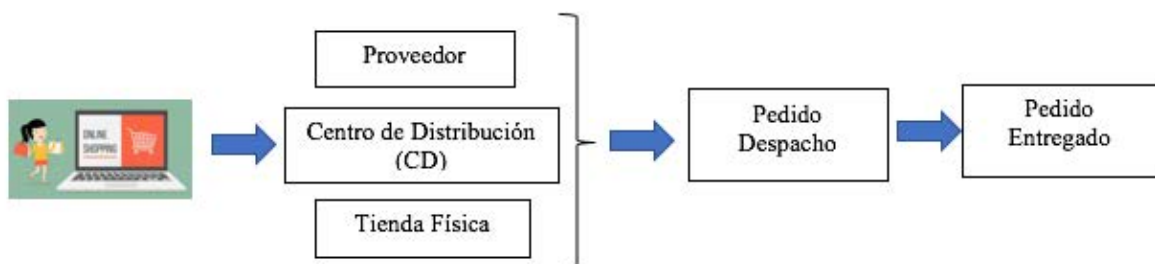 ONLINE
SHOPPING
Proveedor
Centro de Distribución
(CD)
Tienda Física
Pedido
Despacho
Pedido
Entregado